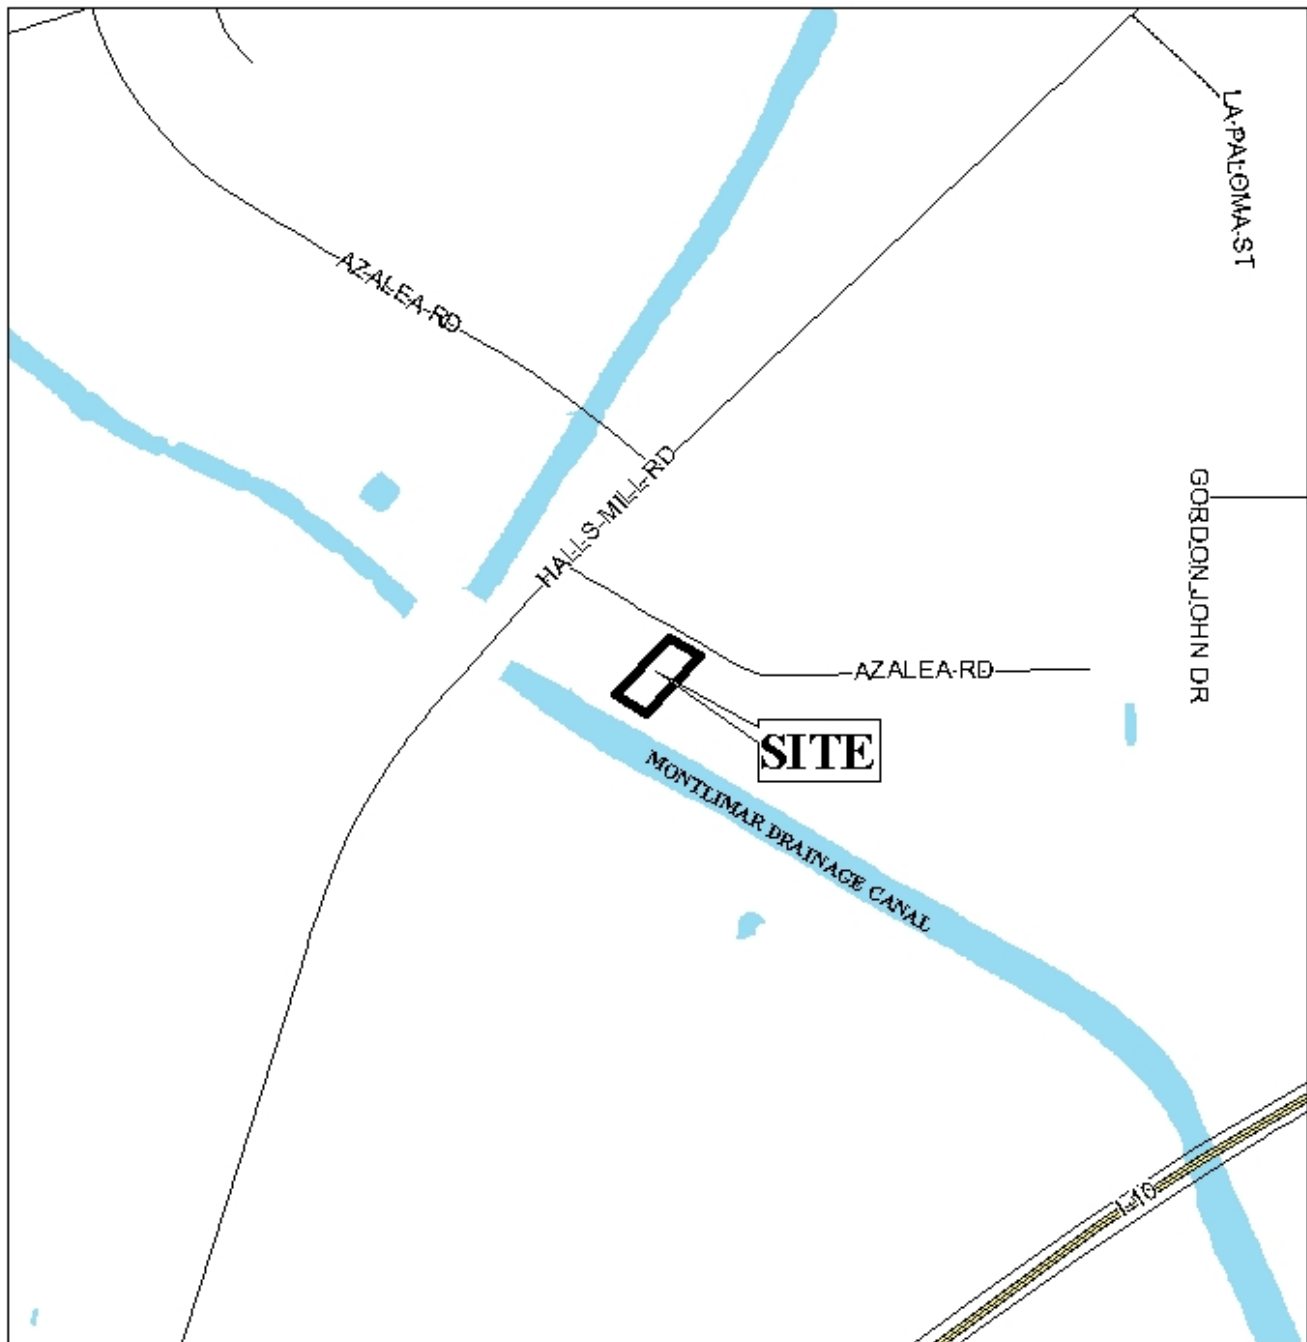 LA-PALOMA-ST
AZALEA-RD
HALLS-MILL-RD
GORDON JOHN DR
AZALEA-RD
SITE
MONTLIMAR DRAINAGE CANAL
I-10